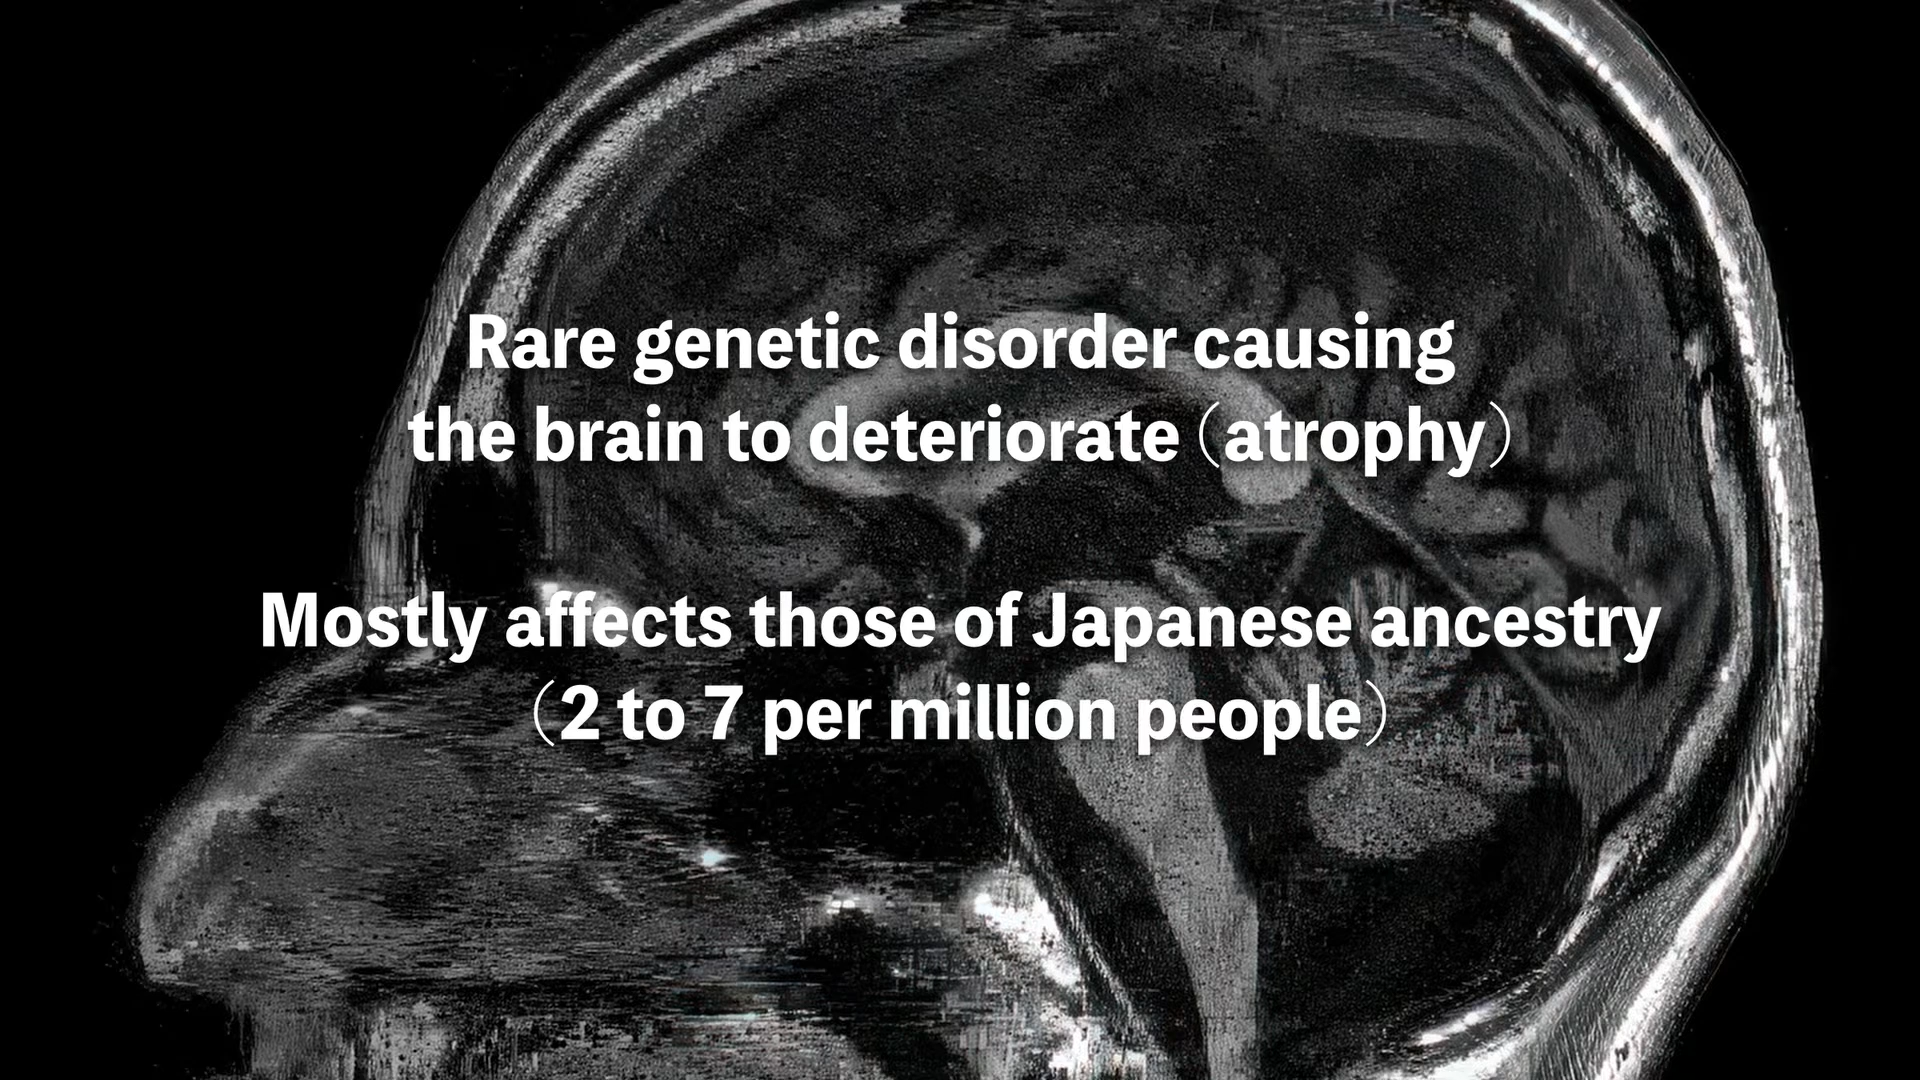 Rare genetic disorder causing
the brain to deteriorate（atrophy）
Mostly affects those of Japanese ancestry
（2 to 7 per million people）